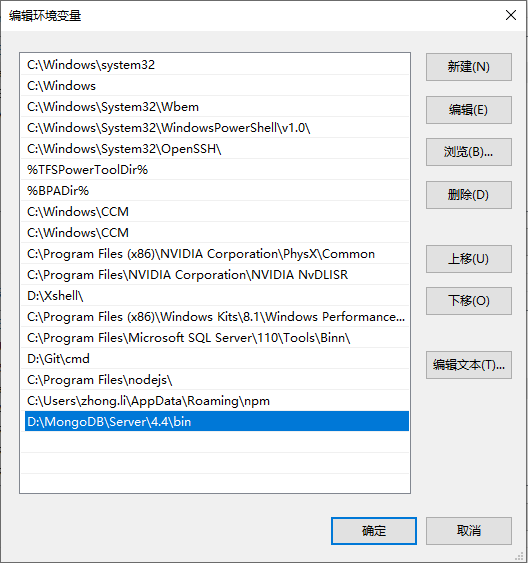 编辑环境变量
C:\Windows\system32
C:\Windows
C:\Windows\System32\Wbem
C:\Windows\System32\WindowsPowerShell\v1.0\
C:\Windows\System32\OpenSSH\
%TFSPowerToolDir%
%BPADir%
C:\Windows\CCM
C:\Windows\CCM
C:\Program Files (x86)\NVIDIA Corporation\PhysX\Common
C:\Program Files\NVIDIA Corporation\NVIDIA NvDLISR
D:\Xshell\
C:\Program Files (x86)\Windows Kits\8.1\Windows Performance...
C:\Program Files\Microsoft SQL Server\110\Tools\Binn\
D:\Git\cmd
C:\Program Files\nodejs\
C:\Users\zhong.li\AppData\Roaming\npm
D:\MongoDB\Server\4.4\bin
新建(N)
编辑(E)
浏览(B)...
删除(D)
上移(U)
下移(O)
编辑文本(T)...
确定
取消